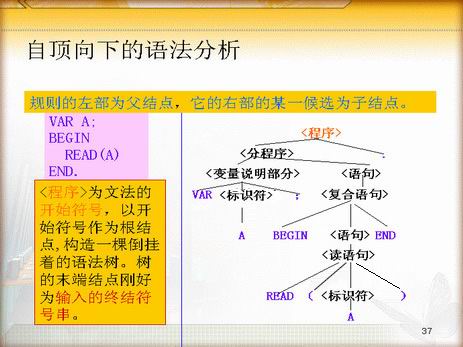 自顶向下的语法分析
规则的左部为父结点，它的右部的某一候选为子结点。
VAR A;
BEGIN
READ(A)
END.
<程序>为文法的
开始符号，以开
始符号作为根结
点,构造一棵倒挂
着的语法树。树
的末端结点刚好
为输入的终结符
号串。
<程序>
<分程序> .
<变量说明部分> <语句>
VAR <标识符> ; <复合语句>
A BEGIN <语句> END
<读语句>
READ ( <标识符> )
A
37